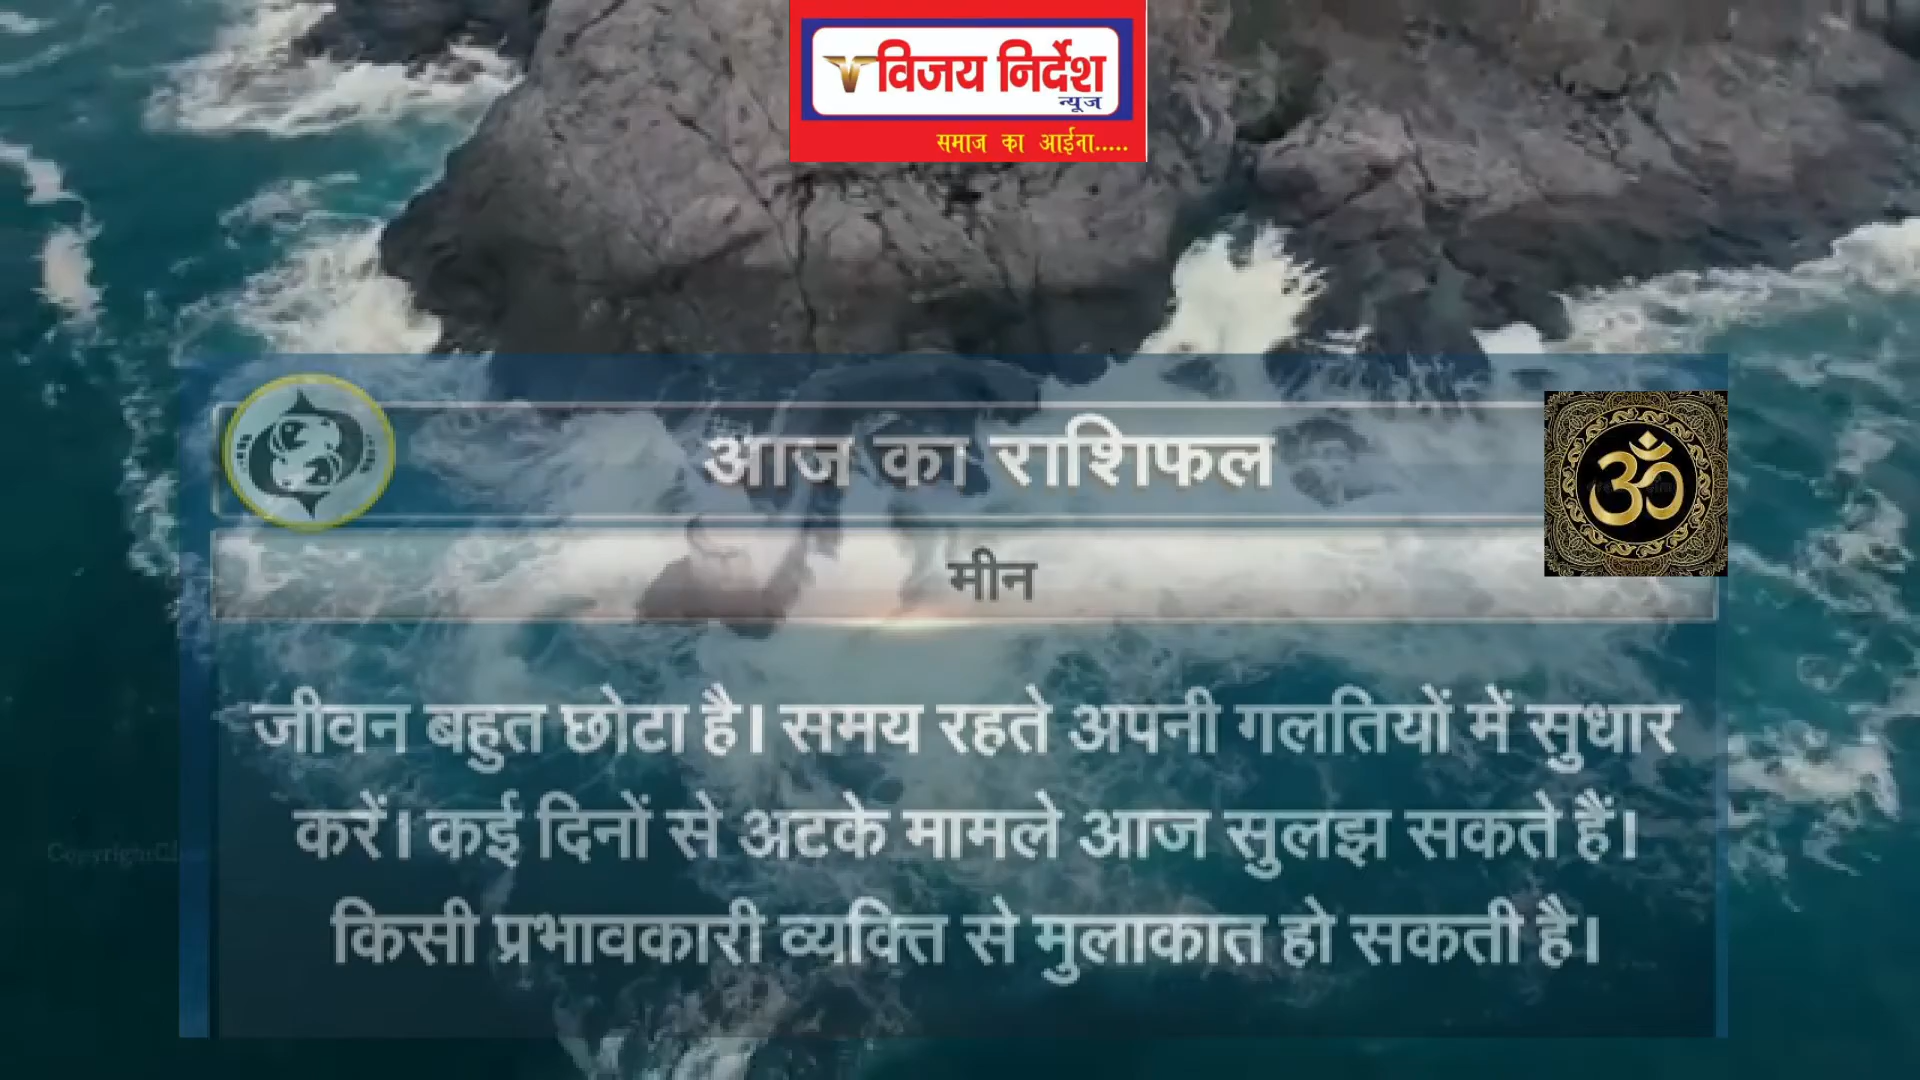 विजय निर्देश
न्यूज
समाज का आईना.....
आज का राशिफल
ॐ
मीन
जीवन बहुत छोटा है। समय रहते अपनी गलतियों में सुधार
करें। कई दिनों से अटके मामले आज सुलझ सकते हैं।
किसी प्रभावकारी व्यक्ति से मुलाकात हो सकती है।